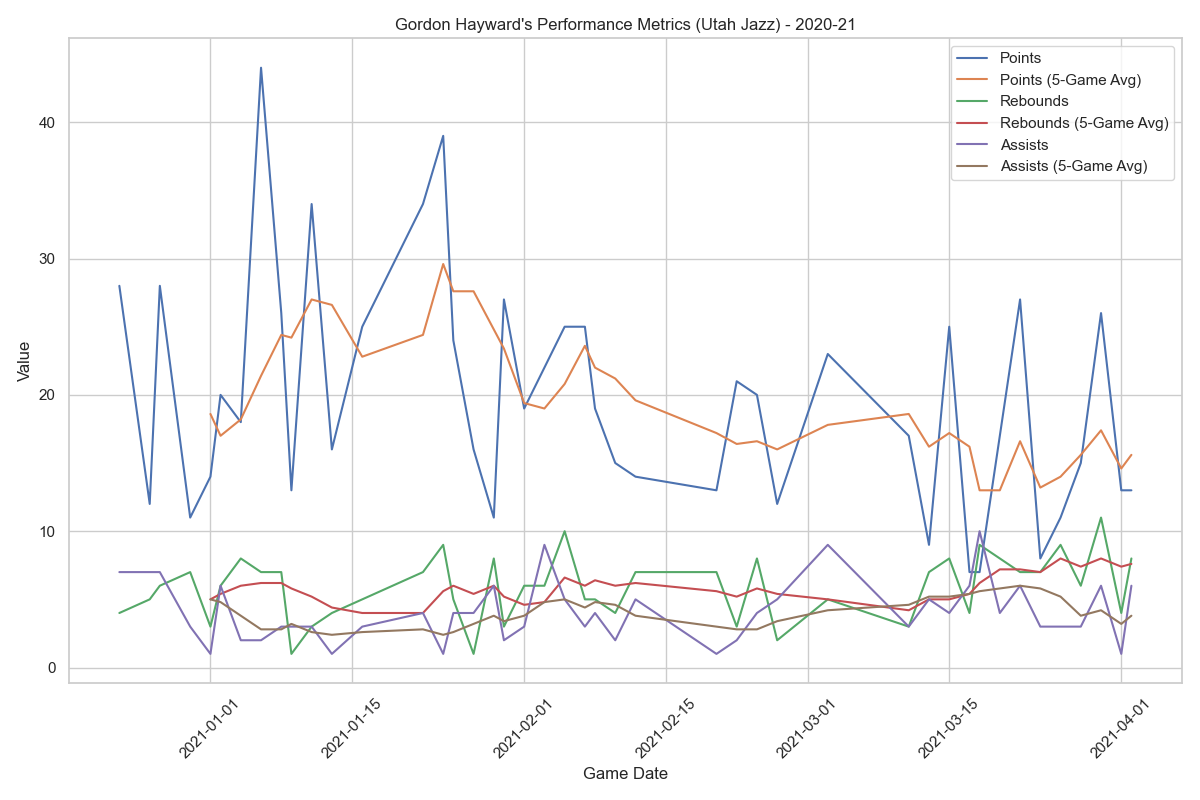 Gordon Hayward's Performance Metrics (Utah Jazz) - 2020-21
Points
Points (5-Game Avg)
Rebounds
Rebounds (5-Game Avg)
Assists
Assists (5-Game Avg)
Value
40
30
20
10
0
2021-01-01
2021-01-15
2021-02-01
2021-02-15
2021-03-01
2021-03-15
2021-04-01
Game Date